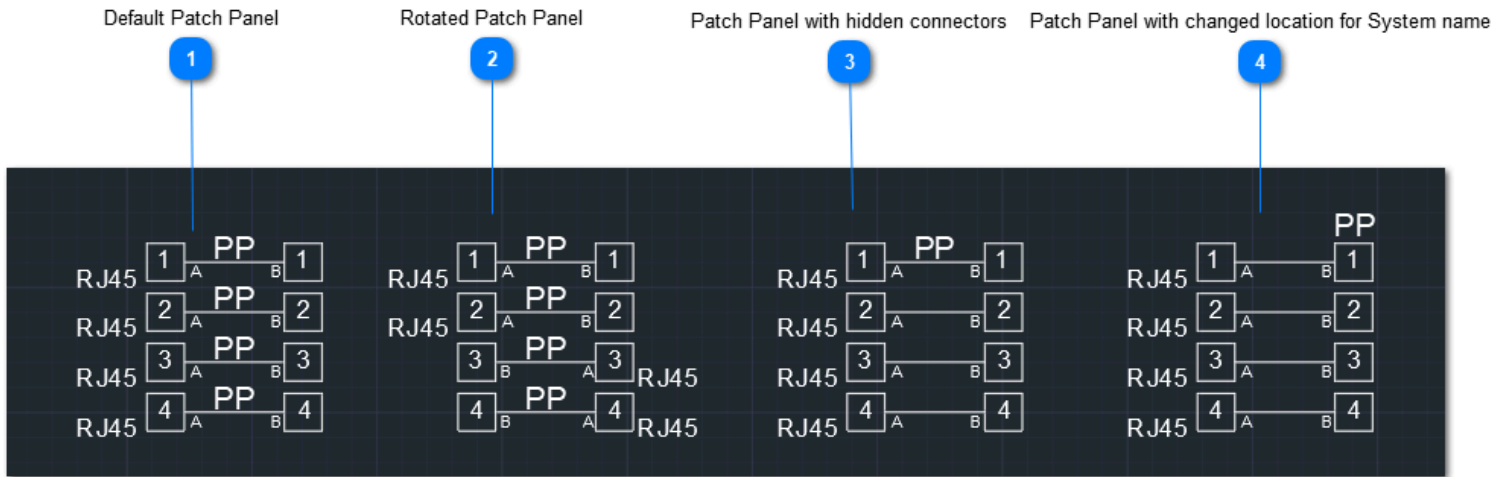 Default Patch Panel
Rotated Patch Panel
Patch Panel with hidden connectors
Patch Panel with changed location for System name
1
2
3
4
RJ45 1 A PP B 1
RJ45 2 A PP B 2
RJ45 3 A PP B 3
RJ45 4 A PP B 4
RJ45 1 A PP B 1
RJ45 2 A PP B 2
3 B PP A 3 RJ45
4 B PP A 4 RJ45
RJ45 1 A PP B 1
RJ45 2 A B 2
RJ45 3 A B 3
RJ45 4 A B 4
PP
RJ45 1 A B 1
RJ45 2 A B 2
RJ45 3 A B 3
RJ45 4 A B 4